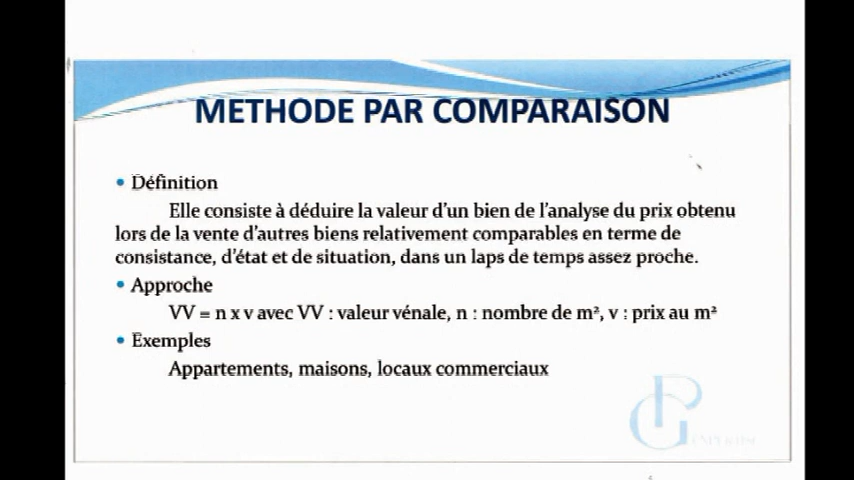 METHODE PAR COMPARAISON
• Définition
Elle consiste à déduire la valeur d'un bien de l'analyse du prix obtenu
lors de la vente d'autres biens relativement comparables en terme de
consistance, d'état et de situation, dans un laps de temps assez proche.
• Approche
VV = n x v avec VV : valeur vénale, n : nombre de m², v : prix au m²
• Exemples
Appartements, maisons, locaux commerciaux